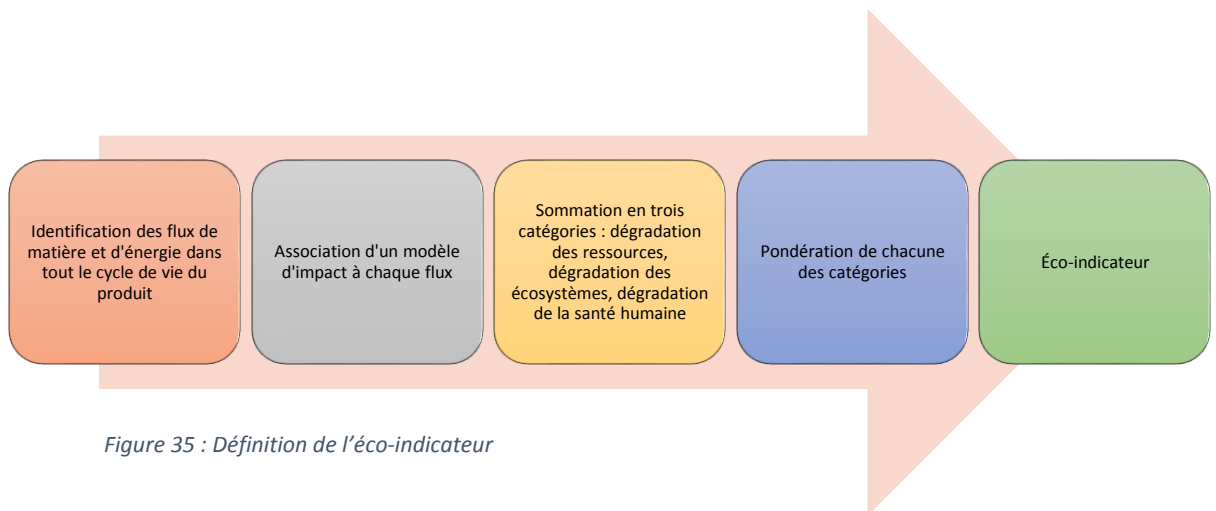 Identification des flux de
matière et d'énergie dans
tout le cycle de vie du
produit
Association d'un modèle
d'impact à chaque flux
Sommation en trois
catégories : dégradation
des ressources,
dégradation des
écosystèmes, dégradation
de la santé humaine
Pondération de chacune
des catégories
Éco-indicateur
Figure 35 : Définition de l’éco-indicateur